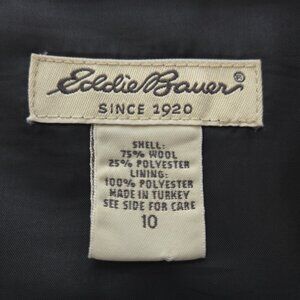 Eddie Bauer®
SINCE 1920
SHELL:
75% WOOL
25% POLYESTER
LINING:
100% POLYESTER
MADE IN TURKEY
SEE SIDE FOR CARE
10